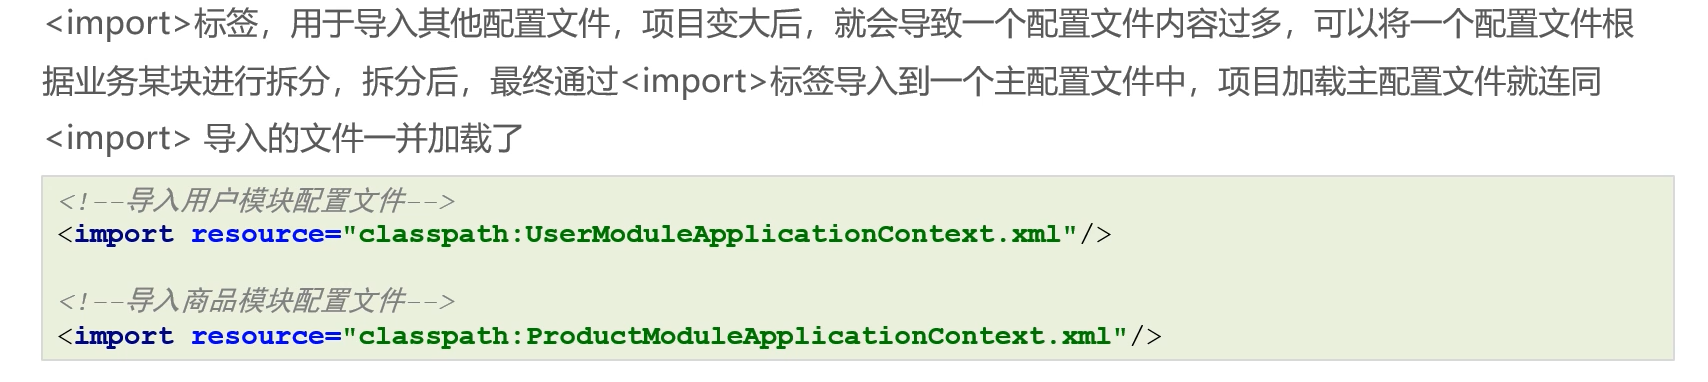 <import>标签，用于导入其他配置文件，项目变大后，就会导致一个配置文件内容过多，可以将一个配置文件根
据业务某块进行拆分，拆分后，最终通过<import>标签导入到一个主配置文件中，项目加载主配置文件就连同
<import> 导入的文件一并加载了
<!--导入用户模块配置文件-->
<import resource="classpath:UserModuleApplicationContext.xml"/>
<!--导入商品模块配置文件-->
<import resource="classpath:ProductModuleApplicationContext.xml"/>